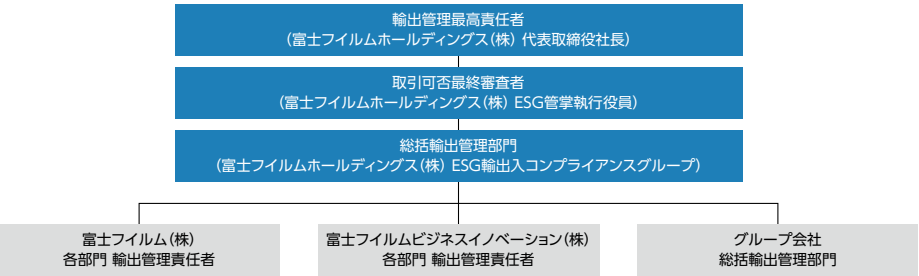 輸出管理最高責任者
（富士フイルムホールディングス（株） 代表取締役社長）
取引可否最終審査者
（富士フイルムホールディングス（株） ESG管掌執行役員）
総括輸出管理部門
（富士フイルムホールディングス（株） ESG輸出入コンプライアンスグループ）
富士フイルム（株）
各部門 輸出管理責任者
富士フイルムビジネスイノベーション（株）
各部門 輸出管理責任者
グループ会社
総括輸出管理部門